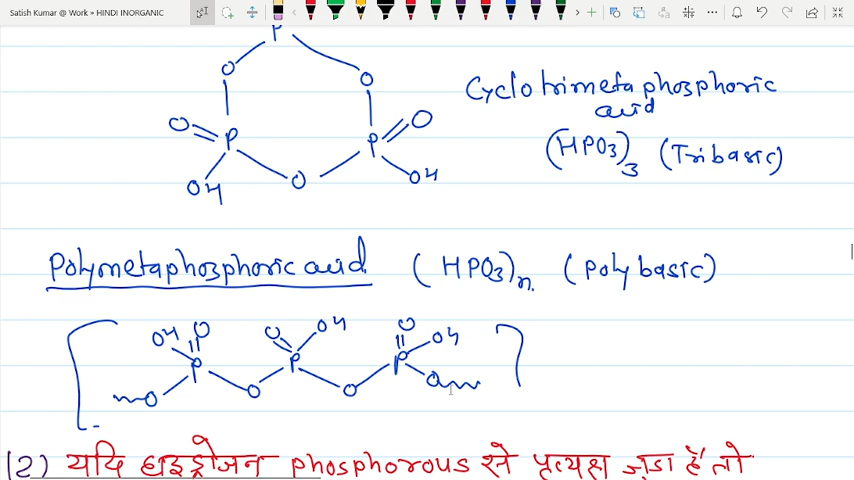 Satish Kumar @ Work » HINDI INORGANIC
P
O O
O P P O
OH O OH
Cyclotrimetaphosphoric
acid
(HPO3)3 (Tribasic)
Polymetaphosphoric acid (HPO3)n. (Polybasic)
OH O O OH O OH
P P P
O O O O
(2) यदि हाइड्रोजन phosphorous से प्रत्यक्ष जुडा है तो